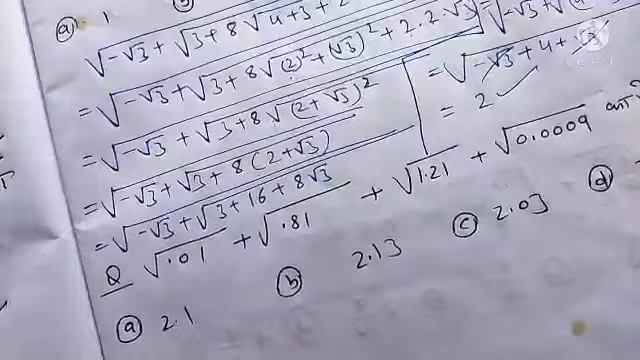 ⓐ 1 ⓑ
√-√3 + √3+8√4+3+2
= √-√3 + √3+8√(2)²+(√3)²+2.2.√3
= √-√3 + √3+8√(2+√3)²
= √-√3 + √3+8(2+√3)
= √-√3 + √3+16+8√3
= √-√3+4+√3
= 2 ✓
Q √.01 + √.81 + √1.21 + √0.0009
ⓐ 2.1 ⓑ 2.13 ⓒ 2.03 ⓓ